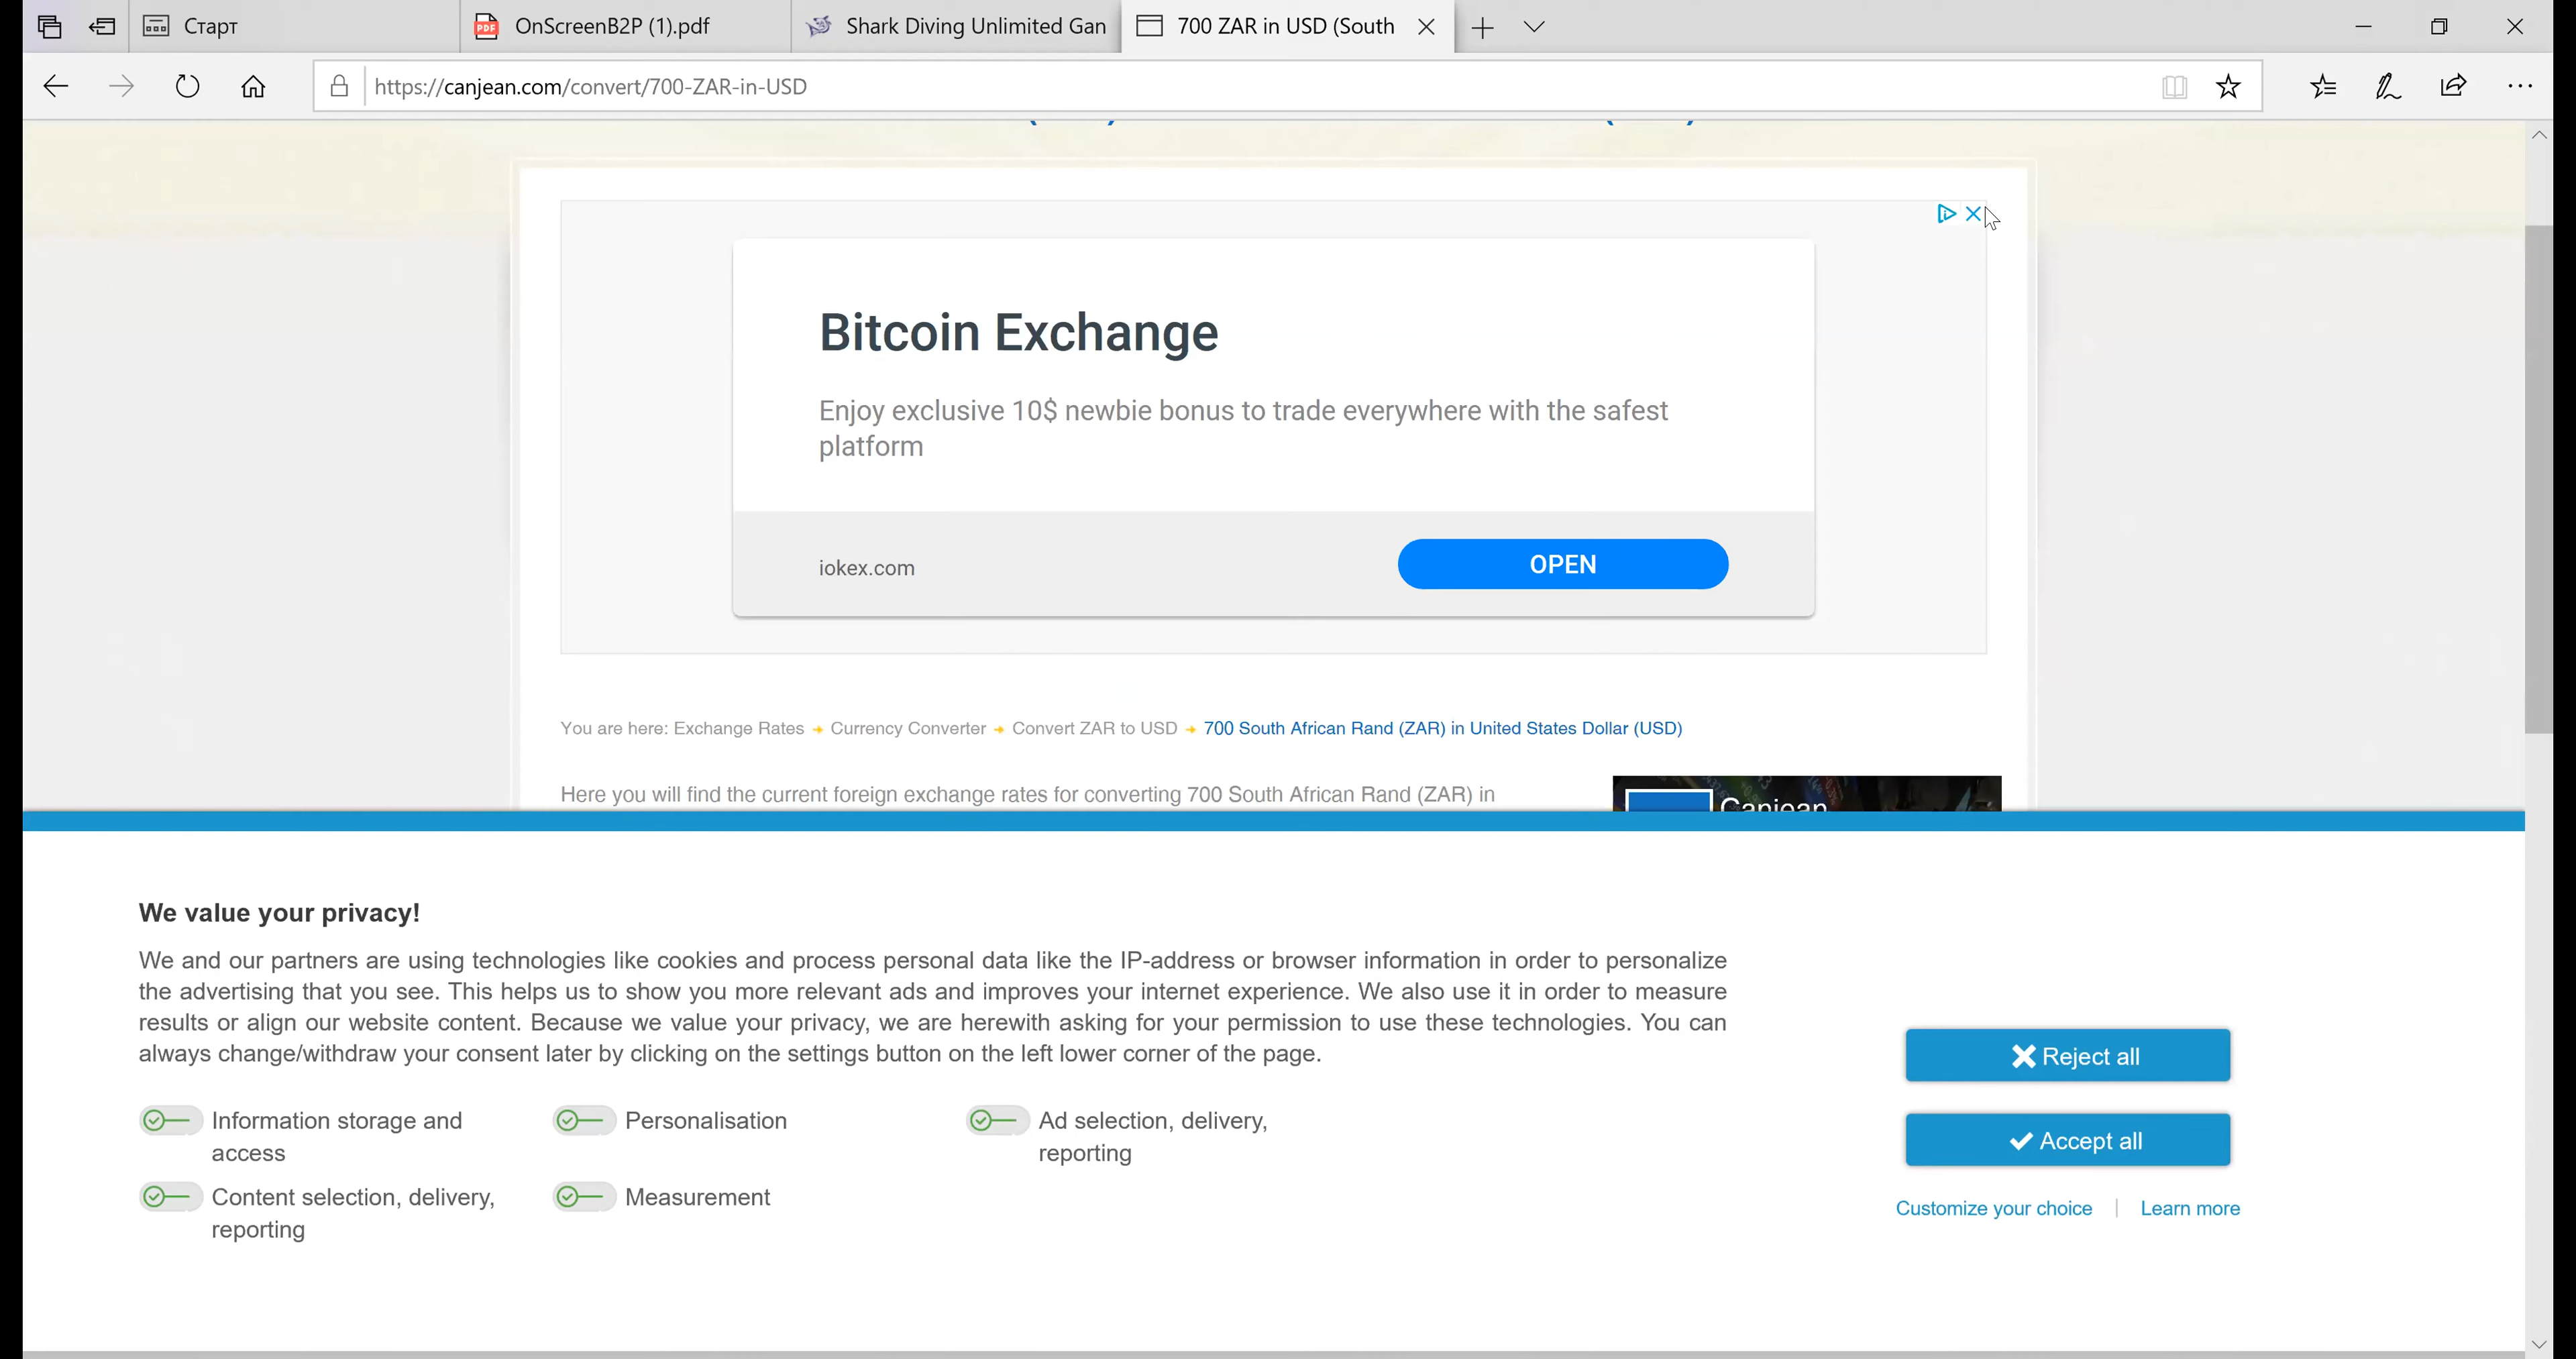 Старт
OnScreenB2P (1).pdf
Shark Diving Unlimited Gan
700 ZAR in USD (South
https://canjean.com/convert/700-ZAR-in-USD
Bitcoin Exchange
Enjoy exclusive 10$ newbie bonus to trade everywhere with the safest
platform
iokex.com
OPEN
You are here: Exchange Rates Currency Converter Convert ZAR to USD 700 South African Rand (ZAR) in United States Dollar (USD)
Here you will find the current foreign exchange rates for converting 700 South African Rand (ZAR) in
Canjean
We value your privacy!
We and our partners are using technologies like cookies and process personal data like the IP-address or browser information in order to personalize
the advertising that you see. This helps us to show you more relevant ads and improves your internet experience. We also use it in order to measure
results or align our website content. Because we value your privacy, we are herewith asking for your permission to use these technologies. You can
always change/withdraw your consent later by clicking on the settings button on the left lower corner of the page.
Information storage and
access
Personalisation
Ad selection, delivery,
reporting
Content selection, delivery,
reporting
Measurement
Reject all
Accept all
Customize your choice | Learn more